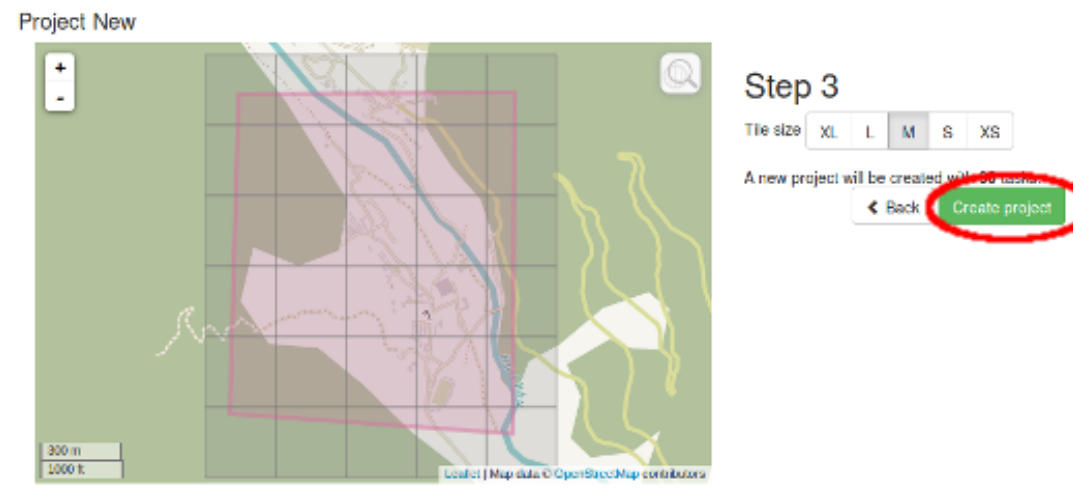 Project New
+
-
Step 3
Tile size XL L M S XS
A new project will be created with tasks.
Back
Create project
300 m
1000 ft
Leaflet | Map data © OpenStreetMap contributors